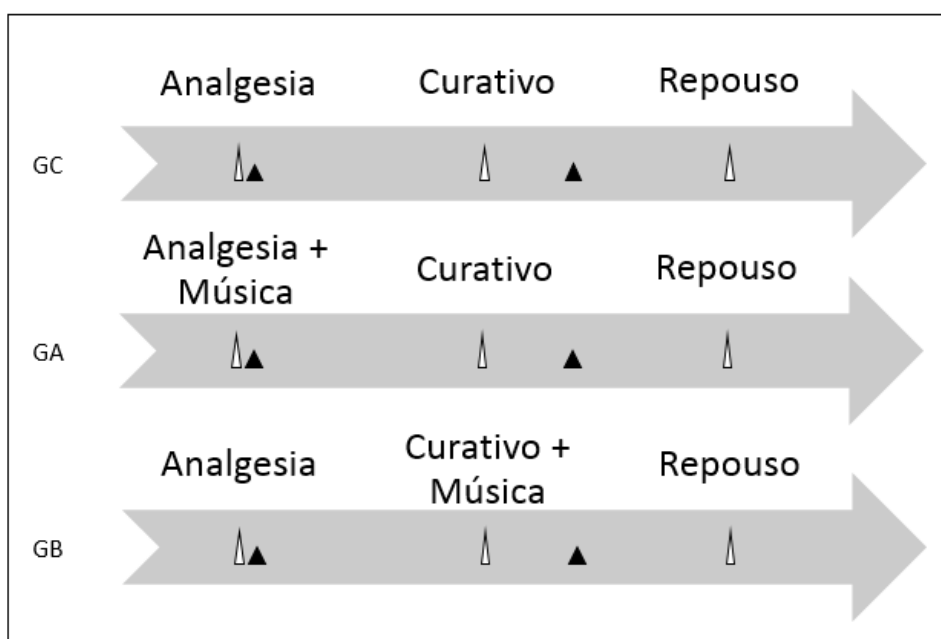 Analgesia
Curativo
Repouso
GC
Analgesia +
Música
Curativo
Repouso
GA
Analgesia
Curativo +
Música
Repouso
GB